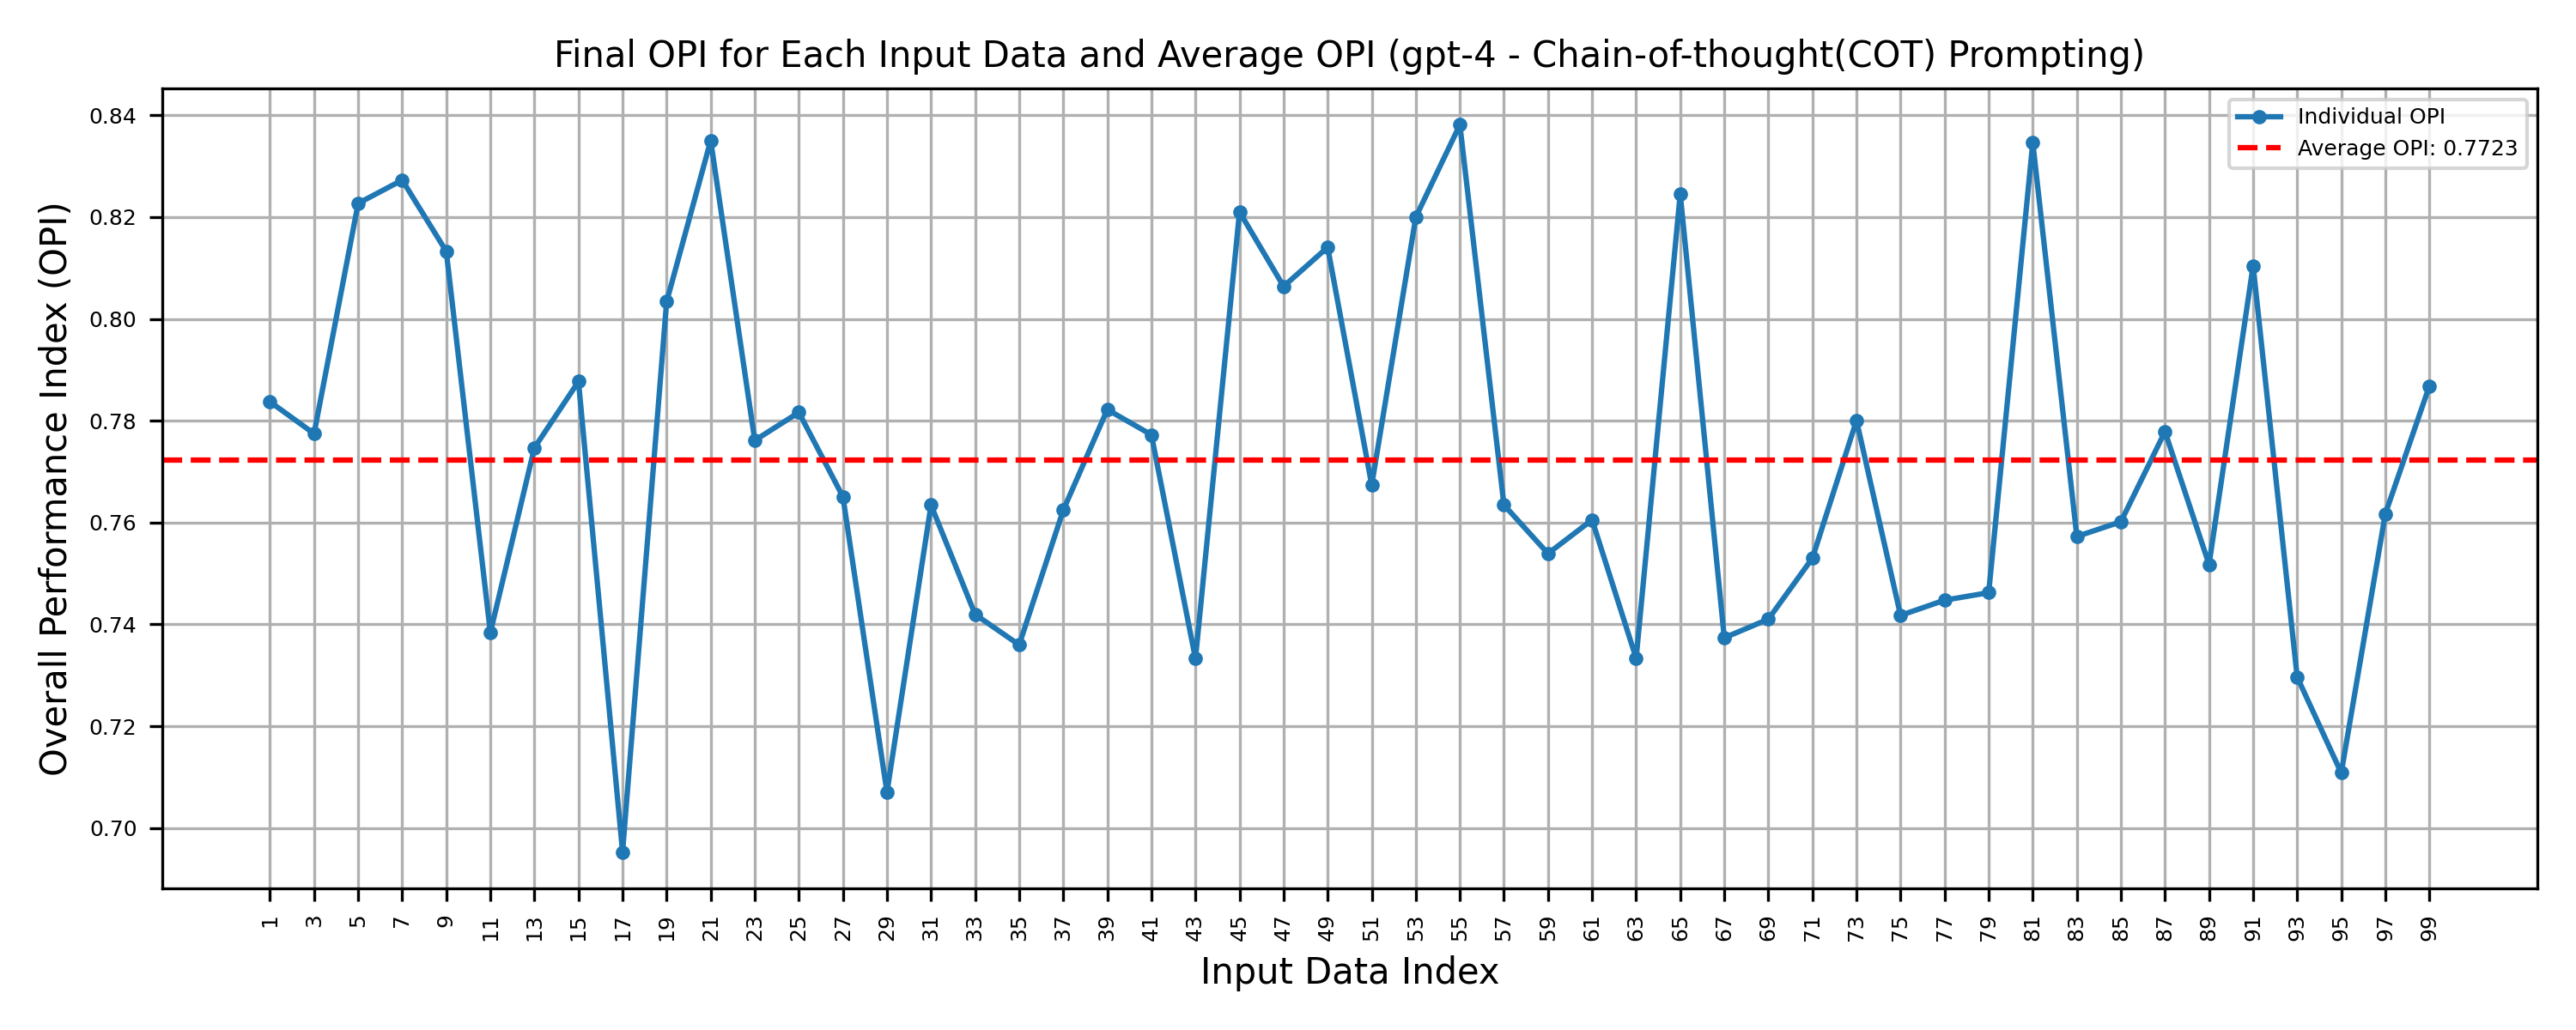 Final OPI for Each Input Data and Average OPI (gpt-4 - Chain-of-thought(COT) Prompting)
Individual OPI
Average OPI: 0.7723
Overall Performance Index (OPI)
0.84
0.82
0.80
0.78
0.76
0.74
0.72
0.70
1 3 5 7 9 11 13 15 17 19 21 23 25 27 29 31 33 35 37 39 41 43 45 47 49 51 53 55 57 59 61 63 65 67 69 71 73 75 77 79 81 83 85 87 89 91 93 95 97 99
Input Data Index